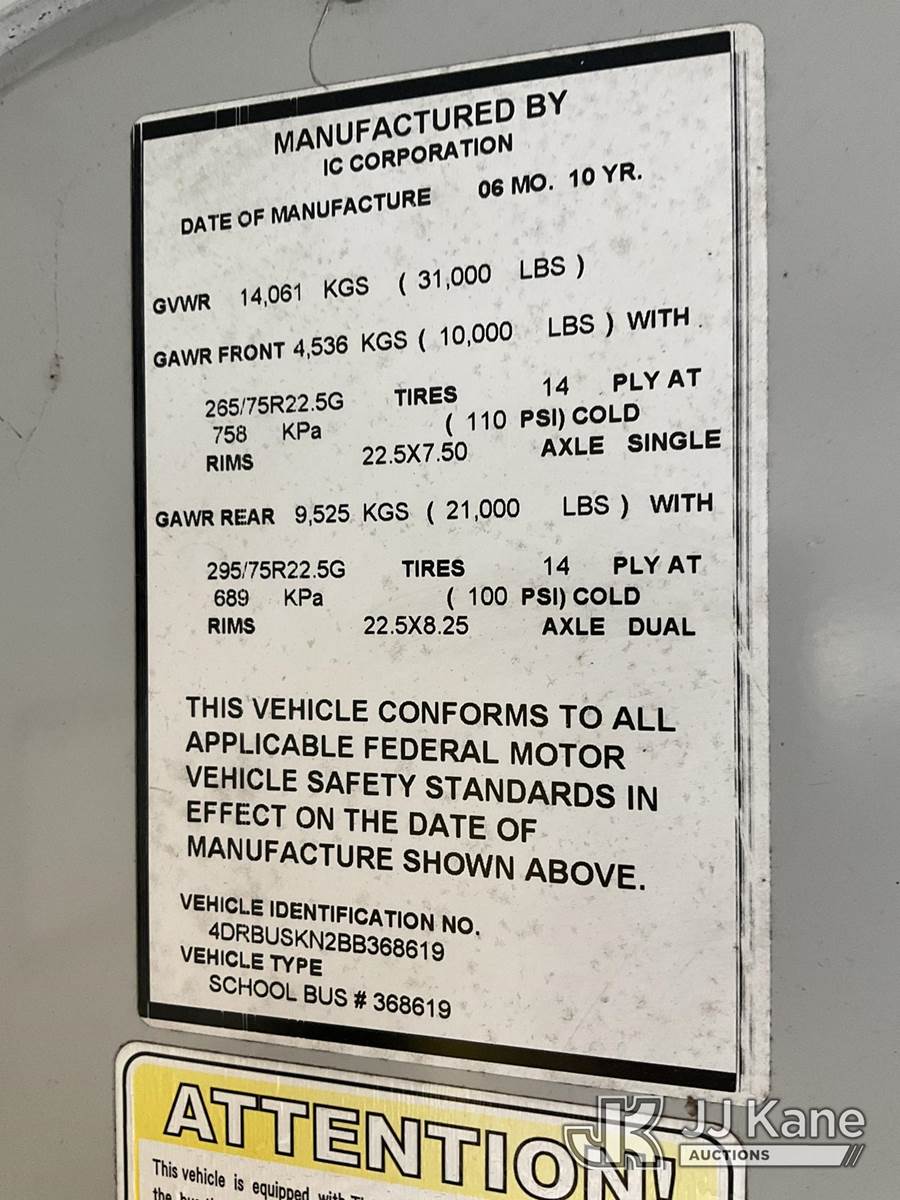 MANUFACTURED BY
IC CORPORATION
DATE OF MANUFACTURE 06 MO. 10 YR.
GVWR 14,061 KGS ( 31,000 LBS )
GAWR FRONT 4,536 KGS ( 10,000 LBS ) WITH
265/75R22.5G TIRES 14 PLY AT
758 KPa ( 110 PSI) COLD
RIMS 22.5X7.50 AXLE SINGLE
GAWR REAR 9,525 KGS ( 21,000 LBS ) WITH
295/75R22.5G TIRES 14 PLY AT
689 KPa ( 100 PSI) COLD
RIMS 22.5X8.25 AXLE DUAL
THIS VEHICLE CONFORMS TO ALL
APPLICABLE FEDERAL MOTOR
VEHICLE SAFETY STANDARDS IN
EFFECT ON THE DATE OF
MANUFACTURE SHOWN ABOVE.
VEHICLE IDENTIFICATION NO.
4DRBUSKN2BB368619
VEHICLE TYPE
SCHOOL BUS # 368619
ATTENTION!
This vehicle is equipped with
the
JK JJ Kane
AUCTIONS